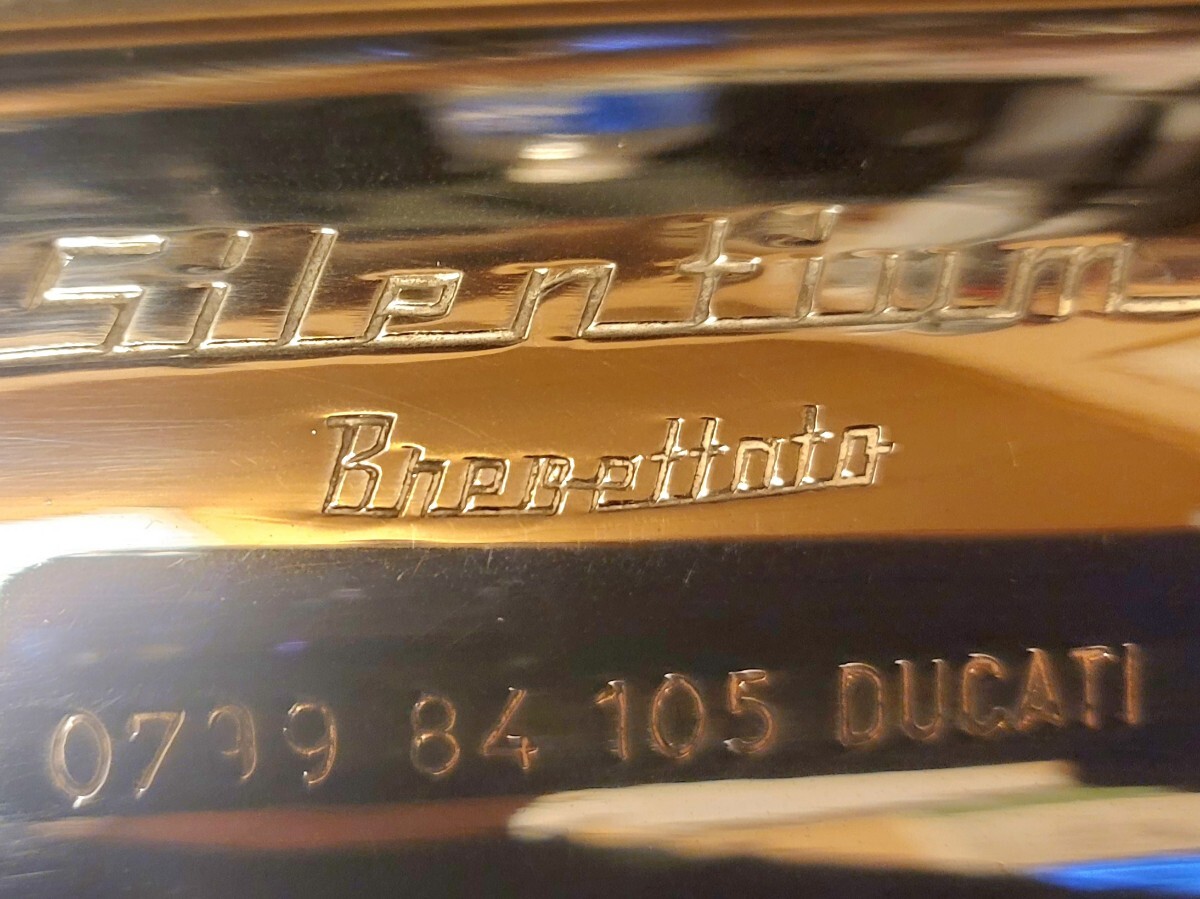 Silentium
Brevettato
0799 84 105 DUCATI